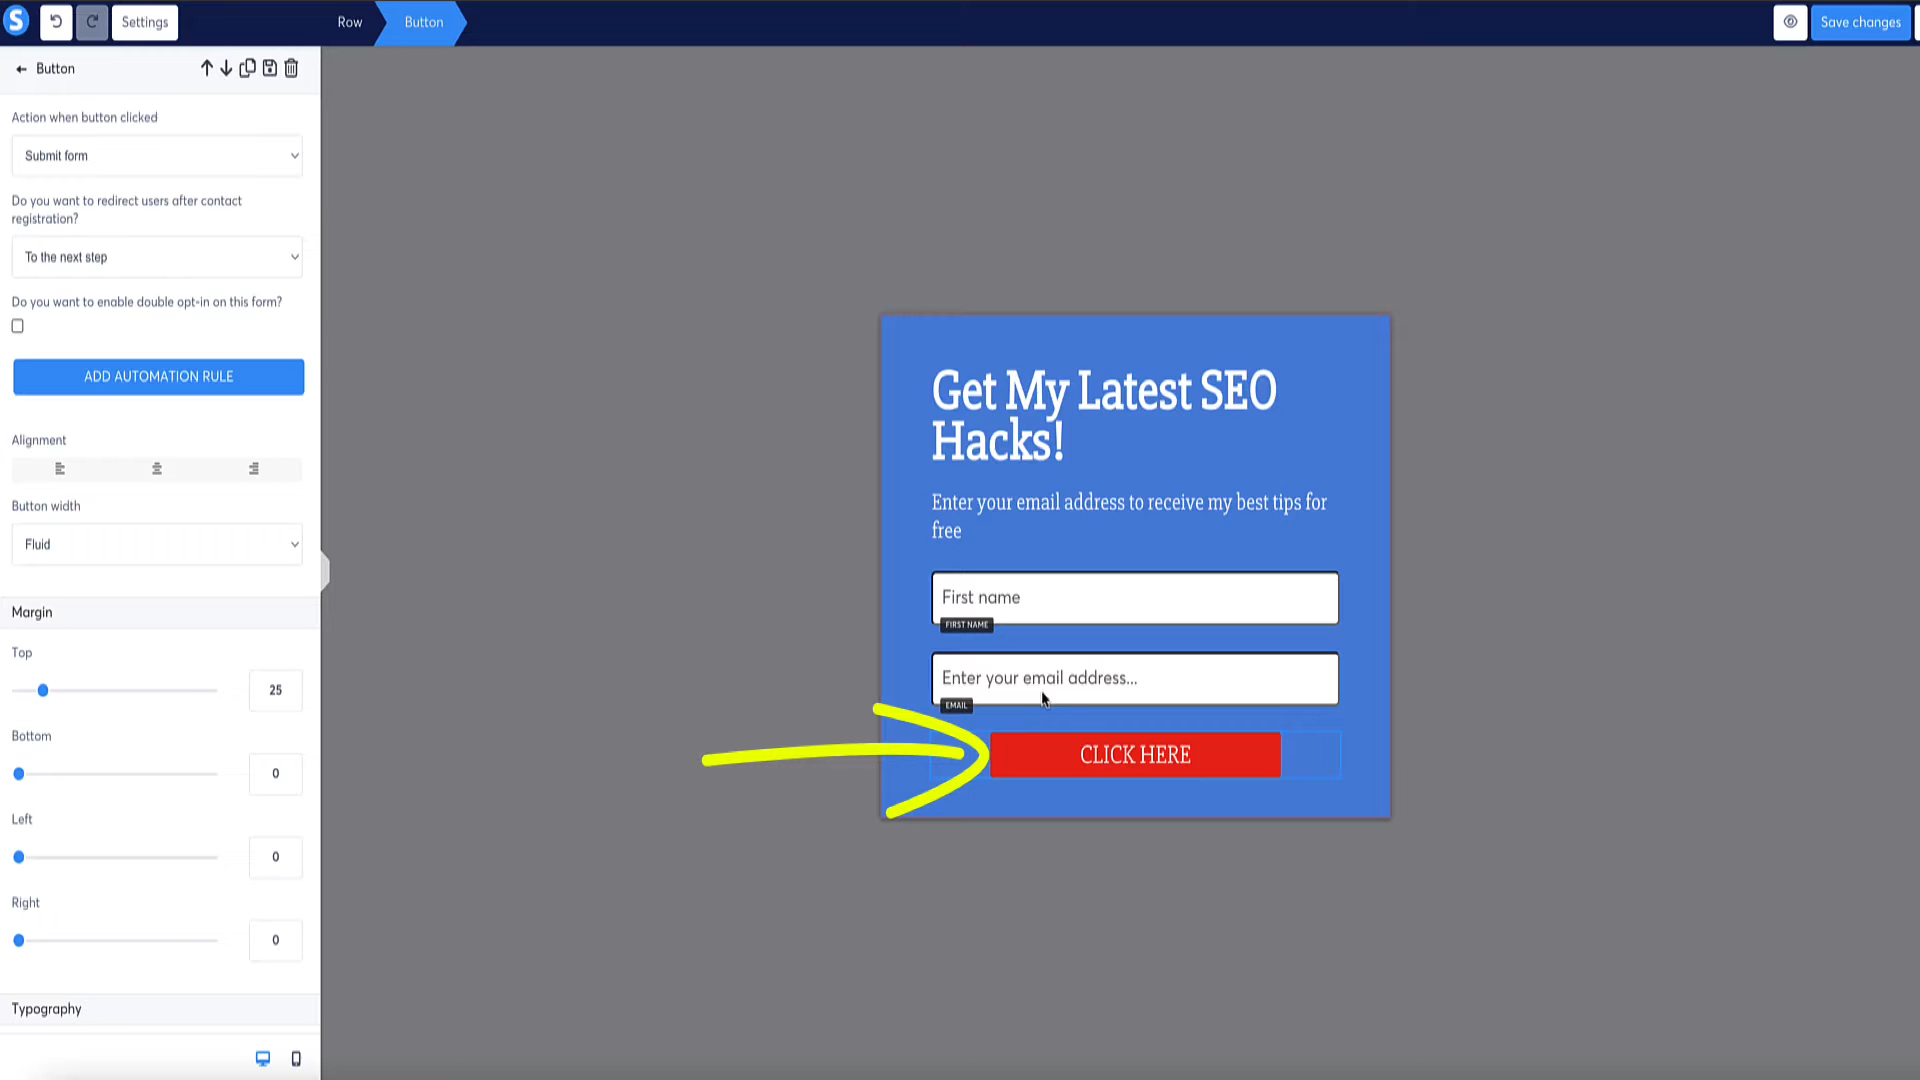 S
Settings
Row
Button
Save changes
Button
Action when button clicked
Submit form
Do you want to redirect users after contact
registration?
To the next step
Do you want to enable double opt-in on this form?
ADD AUTOMATION RULE
Alignment
Button width
Fluid
Margin
Top
25
Bottom
0
Left
0
Right
0
Typography
Get My Latest SEO
Hacks!
Enter your email address to receive my best tips for
free
First name
FIRST NAME
Enter your email address...
EMAIL
CLICK HERE